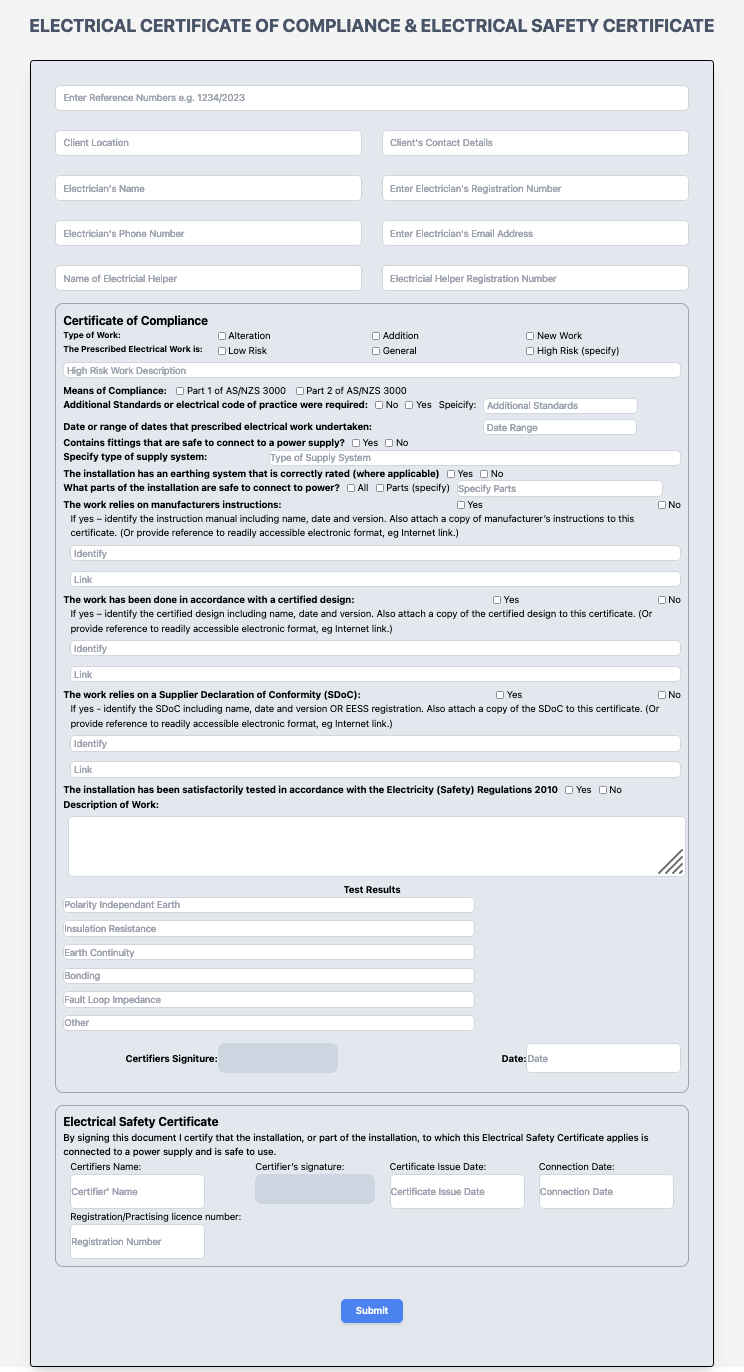 ELECTRICAL CERTIFICATE OF COMPLIANCE & ELECTRICAL SAFETY CERTIFICATE
Enter Reference Numbers e.g. 1234/2023
Client Location Client's Contact Details
Electrician's Name Enter Electrician's Registration Number
Electrician's Phone Number Enter Electrician's Email Address
Name of Electricial Helper Electricial Helper Registration Number
Certificate of Compliance
Type of Work: Alteration Addition New Work
The Prescribed Electrical Work is: Low Risk General High Risk (specify)
High Risk Work Description
Means of Compliance: Part 1 of AS/NZS 3000 Part 2 of AS/NZS 3000
Additional Standards or electrical code of practice were required: No Yes Speicify: Additional Standards
Date or range of dates that prescribed electrical work undertaken: Date Range
Contains fittings that are safe to connect to a power supply? Yes No
Specify type of supply system: Type of Supply System
The installation has an earthing system that is correctly rated (where applicable) Yes No
What parts of the installation are safe to connect to power? All Parts (specify) Specify Parts
The work relies on manufacturers instructions: Yes No
If yes – identify the instruction manual including name, date and version. Also attach a copy of manufacturer's instructions to this
certificate. (Or provide reference to readily accessible electronic format, eg Internet link.)
Identify
Link
The work has been done in accordance with a certified design: Yes No
If yes – identify the certified design including name, date and version. Also attach a copy of the certified design to this certificate. (Or
provide reference to readily accessible electronic format, eg Internet link.)
Identify
Link
The work relies on a Supplier Declaration of Conformity (SDoC): Yes No
If yes - identify the SDoC including name, date and version OR EESS registration. Also attach a copy of the SDoC to this certificate. (Or
provide reference to readily accessible electronic format, eg Internet link.)
Identify
Link
The installation has been satisfactorily tested in accordance with the Electricity (Safety) Regulations 2010 Yes No
Description of Work:
Test Results
Polarity Independant Earth
Insulation Resistance
Earth Continuity
Bonding
Fault Loop Impedance
Other
Certifiers Signiture: Date: Date
Electrical Safety Certificate
By signing this document I certify that the installation, or part of the installation, to which this Electrical Safety Certificate applies is
connected to a power supply and is safe to use.
Certifiers Name: Certifier's signature: Certificate Issue Date: Connection Date:
Certifier' Name Certificate Issue Date Connection Date
Registration/Practising licence number:
Registration Number
Submit